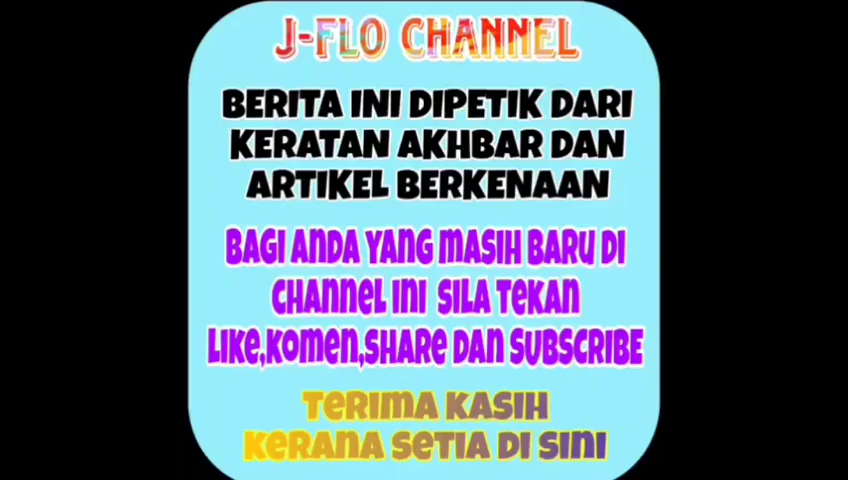 J-FLO CHANNEL
BERITA INI DIPETIK DARI
KERATAN AKHBAR DAN
ARTIKEL BERKENAAN
BAGI ANDA YANG MASIH BARU DI
CHANNEL INI SILA TEKAN
LIKE,KOMEN,SHARE DAN SUBSCRIBE
TERIMA KASIH
KERANA SETIA DI SINI